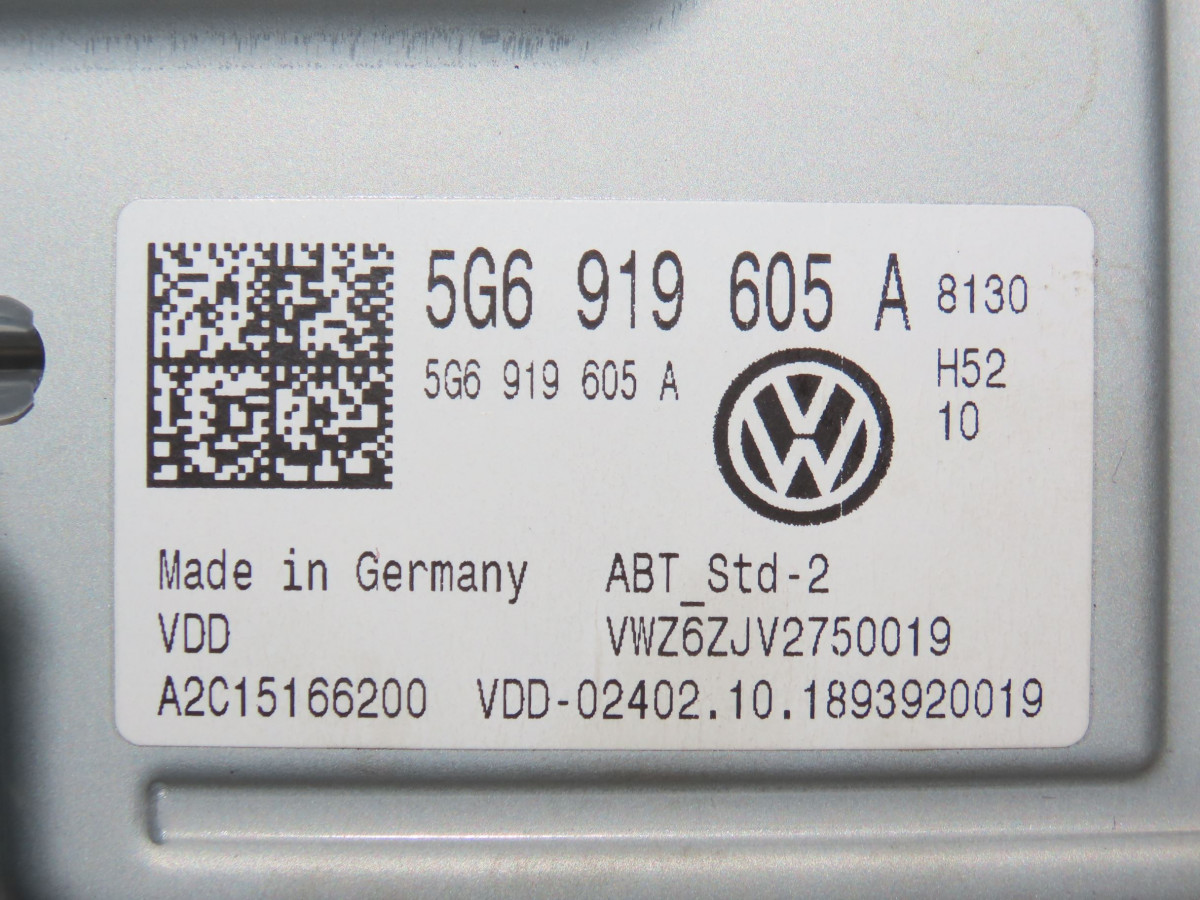 5G6 919 605 A 8130
5G6 919 605 A
H52
10
Made in Germany
ABT_Std-2
VDD
VWZ6ZJV2750019
A2C15166200
VDD-02402.10.1893920019